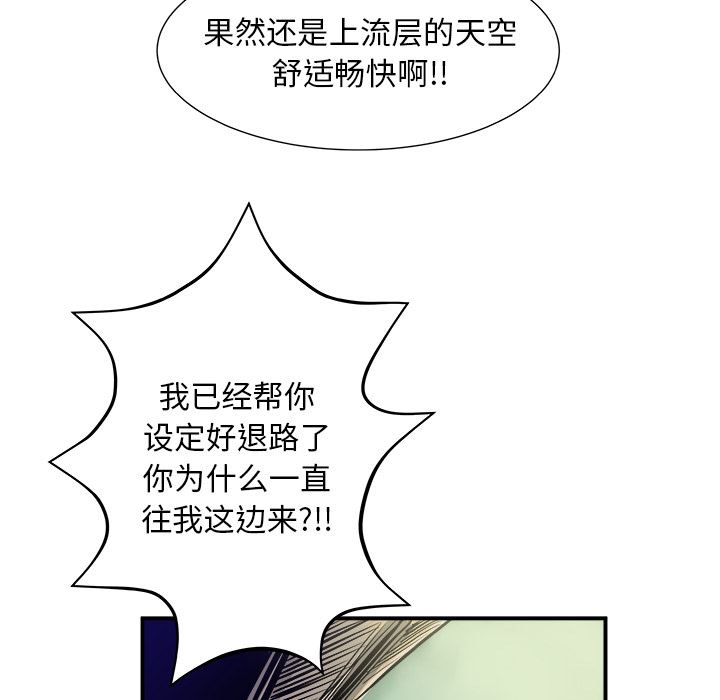 果然还是上流层的天空
舒适畅快啊!!
我已经帮你
设定好退路了
你为什么一直
往我这边来?!!